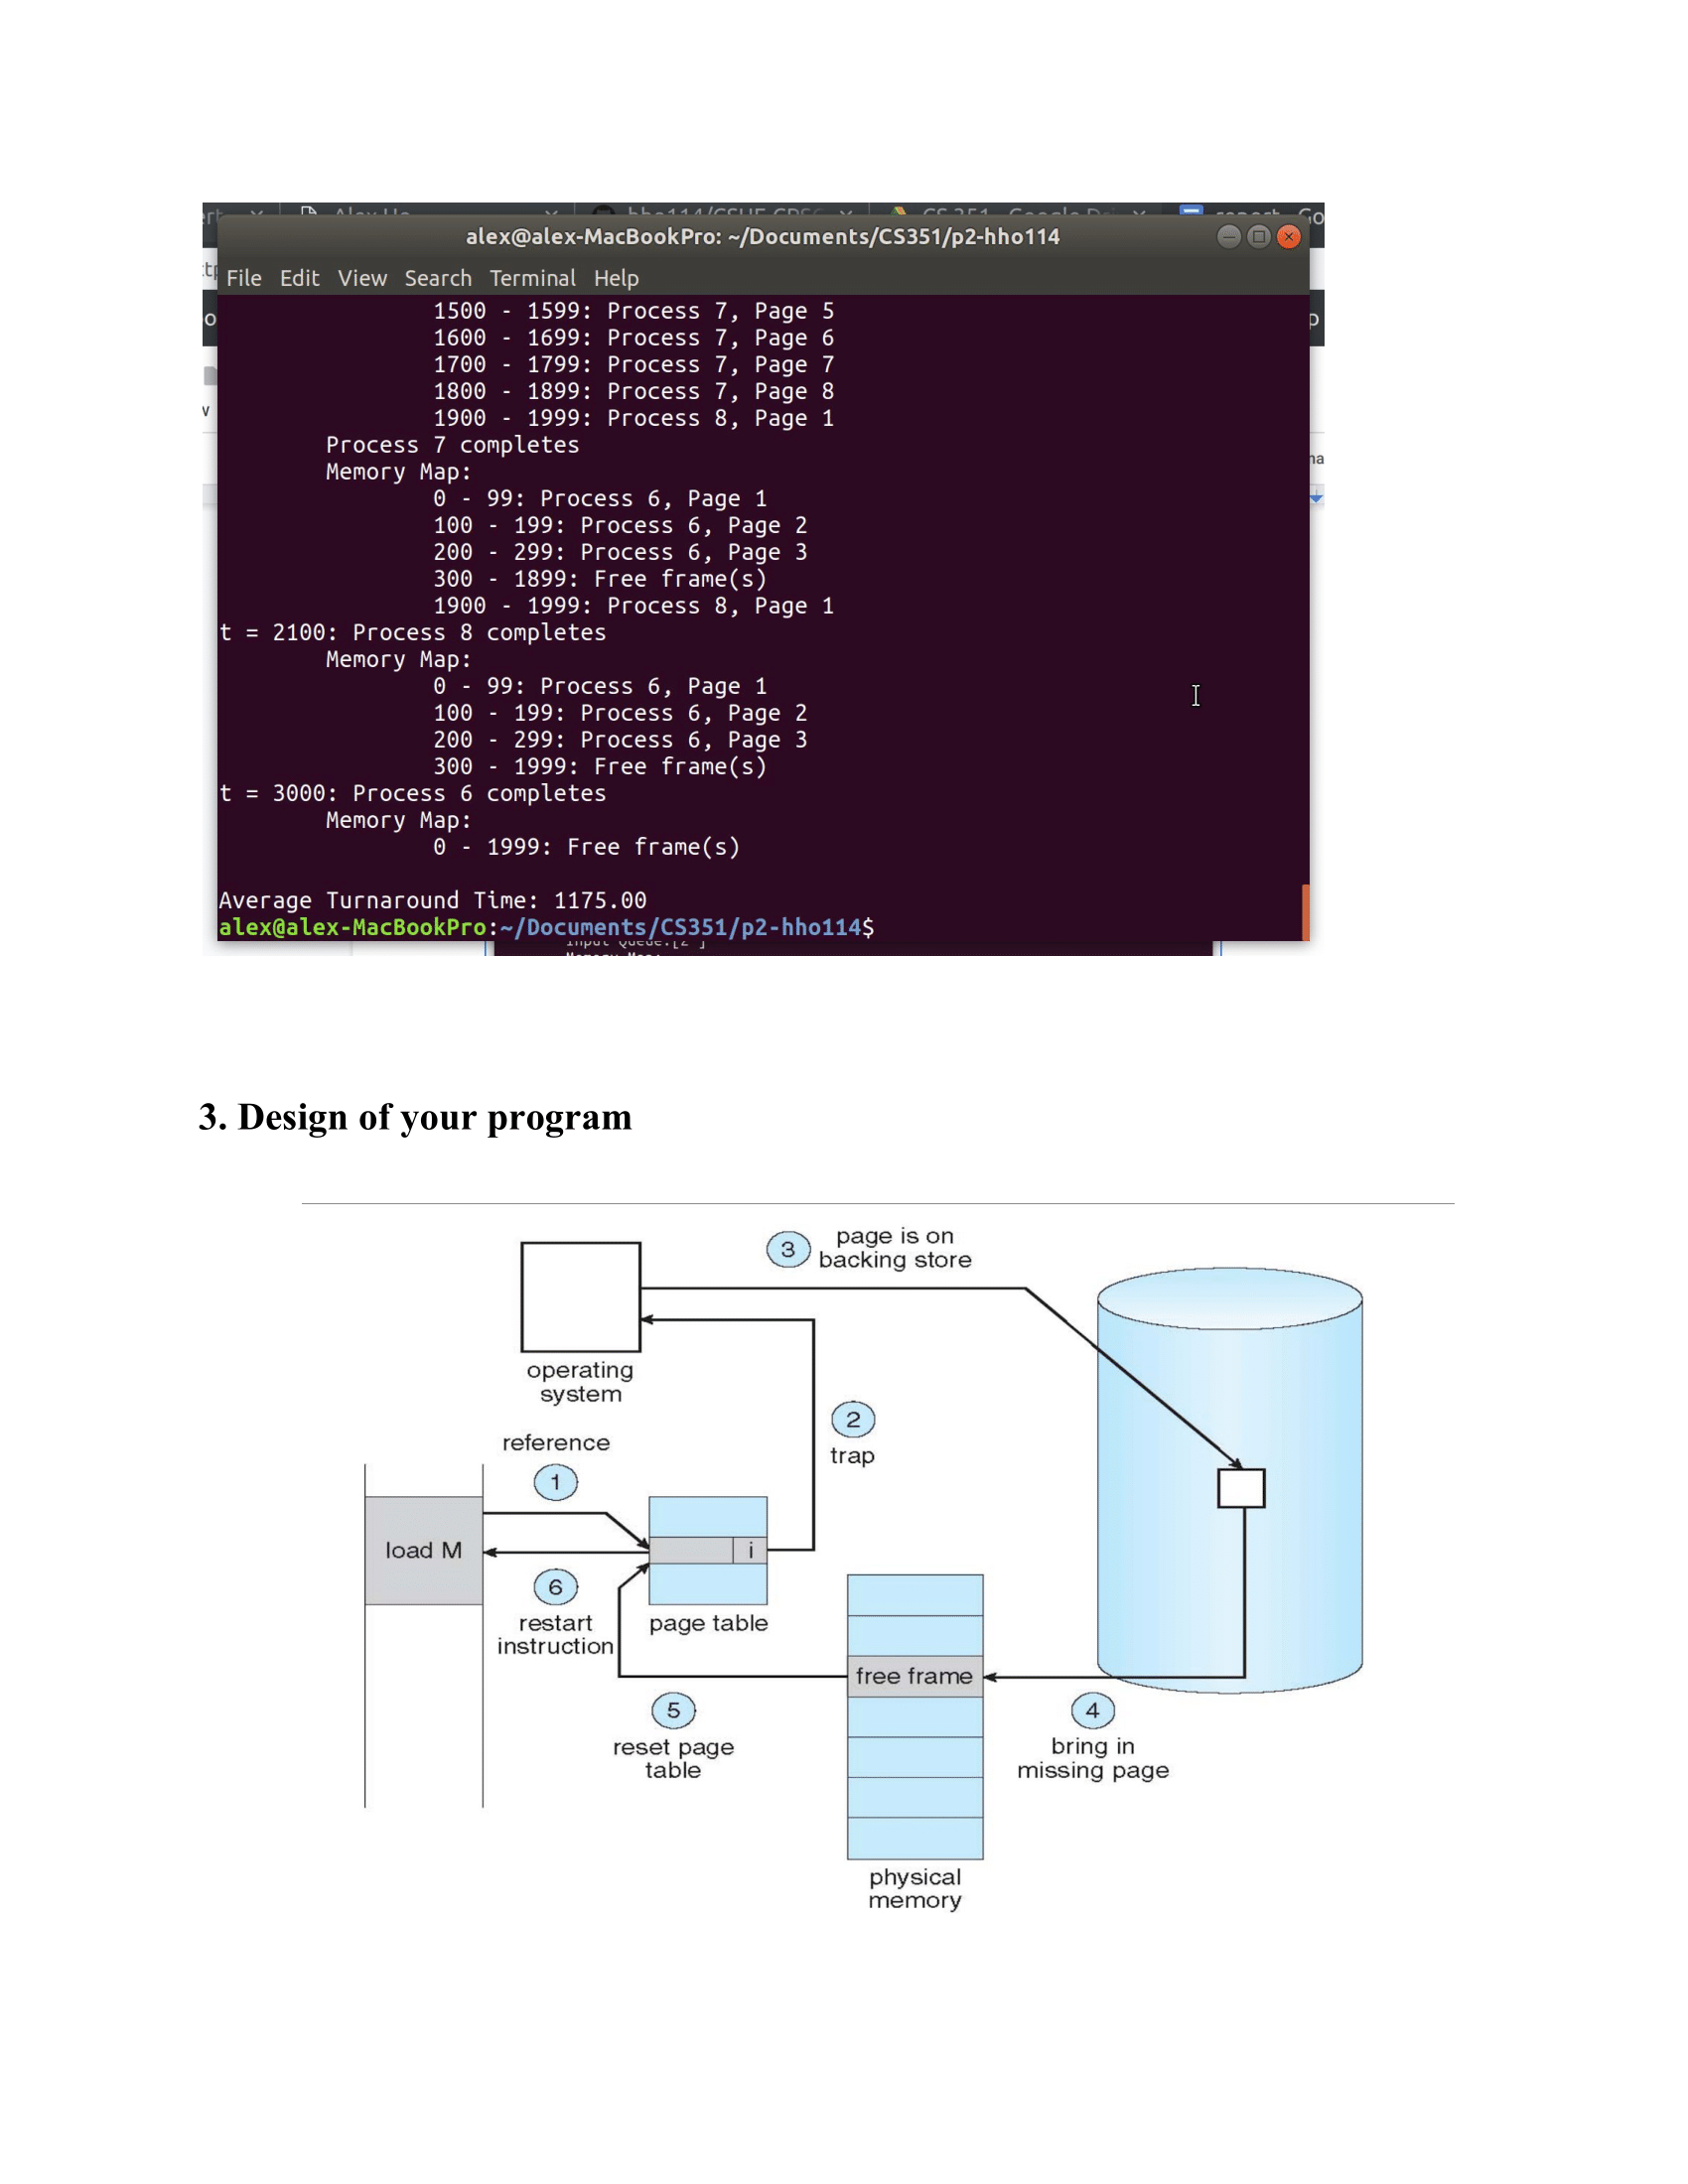 alex@alex-MacBookPro: ~/Documents/CS351/p2-hho114
File Edit View Search Terminal Help
1500 - 1599: Process 7, Page 5
1600 - 1699: Process 7, Page 6
1700 - 1799: Process 7, Page 7
1800 - 1899: Process 7, Page 8
1900 - 1999: Process 8, Page 1
Process 7 completes
Memory Map:
0 - 99: Process 6, Page 1
100 - 199: Process 6, Page 2
200 - 299: Process 6, Page 3
300 - 1899: Free frame(s)
1900 - 1999: Process 8, Page 1
t = 2100: Process 8 completes
Memory Map:
0 - 99: Process 6, Page 1
100 - 199: Process 6, Page 2
200 - 299: Process 6, Page 3
300 - 1999: Free frame(s)
t = 3000: Process 6 completes
Memory Map:
0 - 1999: Free frame(s)
Average Turnaround Time: 1175.00
alex@alex-MacBookPro:~/Documents/CS351/p2-hho114$
3. Design of your program
3
page is on
backing store
operating
system
2
trap
reference
1
load M
i
6
restart
instruction
page table
free frame
5
reset page
table
4
bring in
missing page
physical
memory